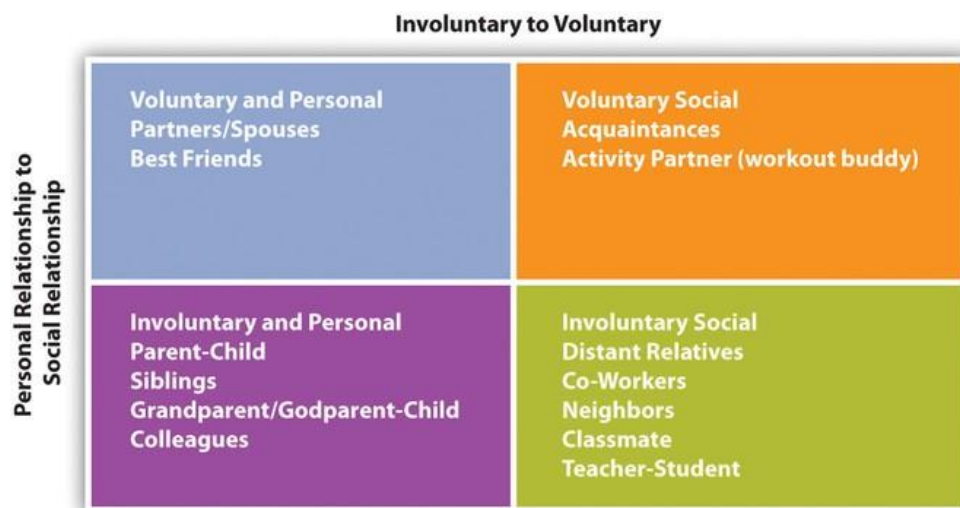 Involuntary to Voluntary
Personal Relationship to
Social Relationship
Voluntary and Personal
Partners/Spouses
Best Friends
Voluntary Social
Acquaintances
Activity Partner (workout buddy)
Involuntary and Personal
Parent-Child
Siblings
Grandparent/Godparent-Child
Colleagues
Involuntary Social
Distant Relatives
Co-Workers
Neighbors
Classmate
Teacher-Student